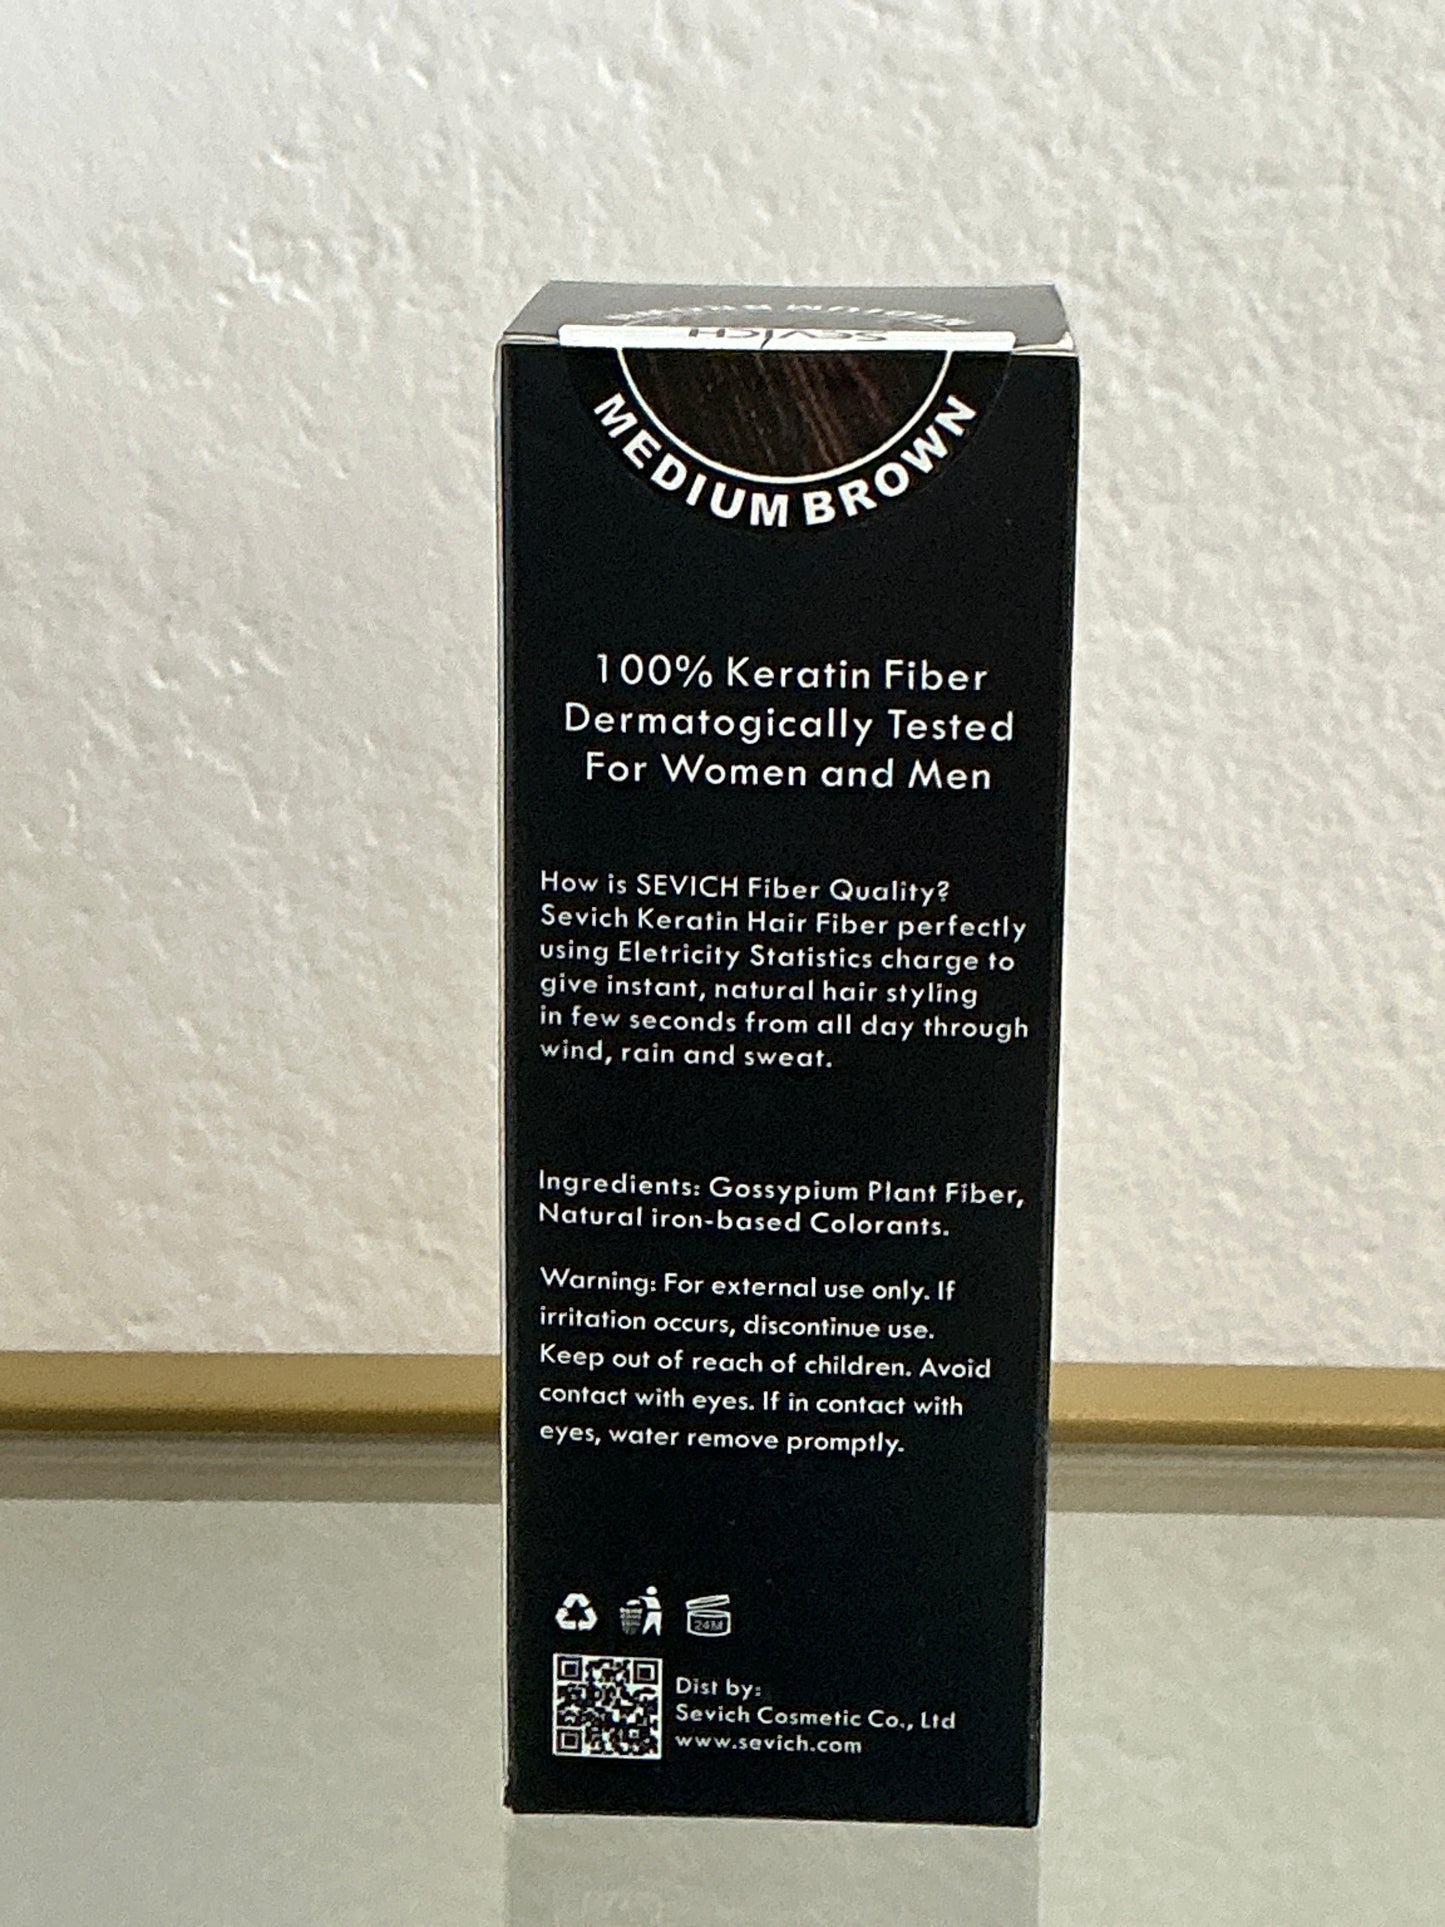 MEDIUM BROWN
SEVICH
MEDIUM BROWN
100% Keratin Fiber
Dermatogically Tested
For Women and Men
How is SEVICH Fiber Quality?
Sevich Keratin Hair Fiber perfectly
using Eletricity Statistics charge to
give instant, natural hair styling
in few seconds from all day through
wind, rain and sweat.
Ingredients: Gossypium Plant Fiber,
Natural iron-based Colorants.
Warning: For external use only. If
irritation occurs, discontinue use.
Keep out of reach of children. Avoid
contact with eyes. If in contact with
eyes, water remove promptly.
24M
Dist by:
Sevich Cosmetic Co., Ltd
www.sevich.com